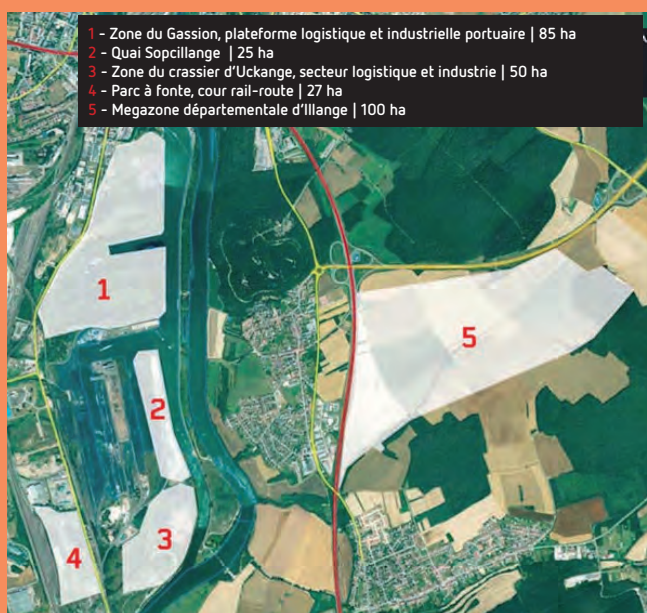 1 - Zone du Gassion, plateforme logistique et industrielle portuaire | 85 ha
2 - Quai Sopcillange | 25 ha
3 - Zone du crassier d'Uckange, secteur logistique et industrie | 50 ha
4 - Parc à fonte, cour rail-route | 27 ha
5 - Megazone départementale d'Illange | 100 ha
1
5
2
3
4